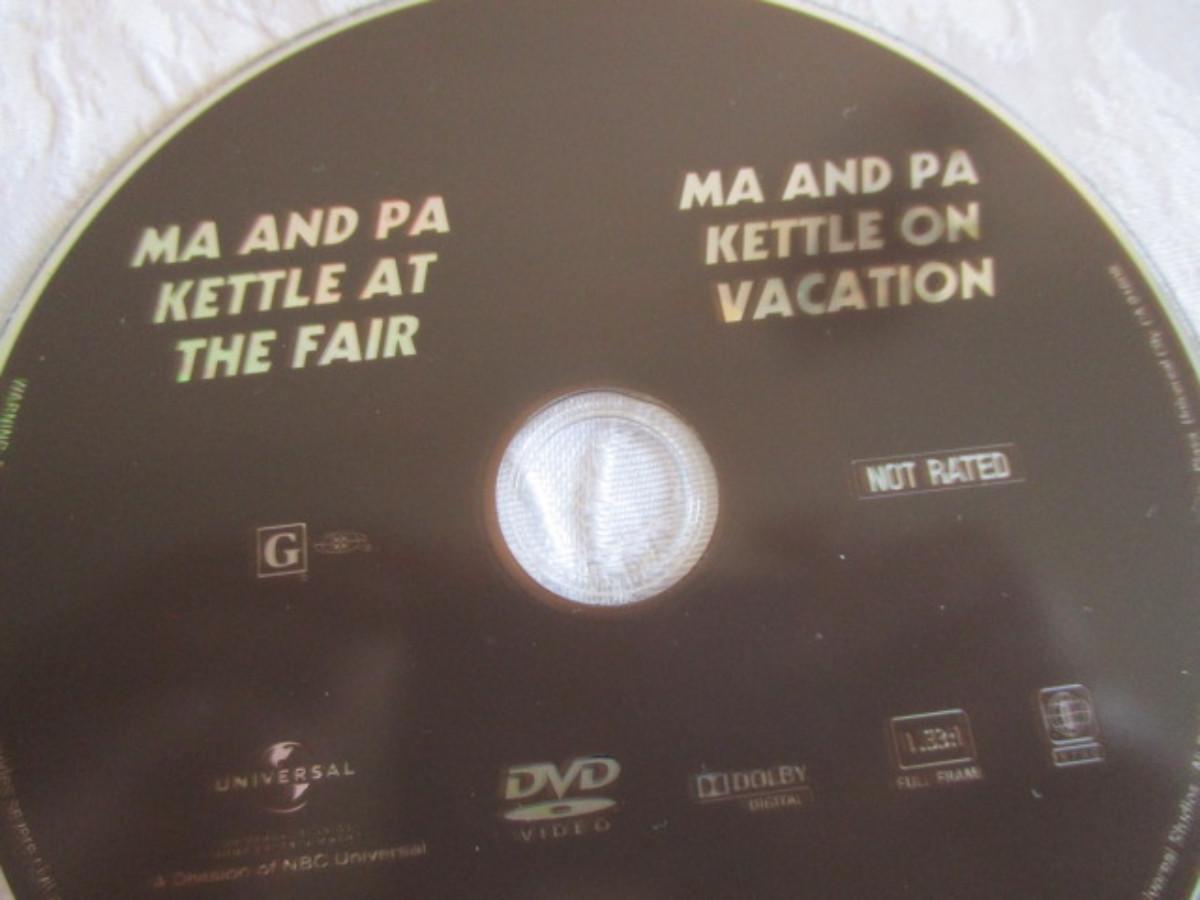 MA AND PA
KETTLE AT
THE FAIR
MA AND PA
KETTLE ON
VACATION
NOT RATED
G
WARNING
UNIVERSAL
A Division of NBC Universal
DVD
VIDEO
DOLBY
DIGITAL
1.33:1
FULL FRAME